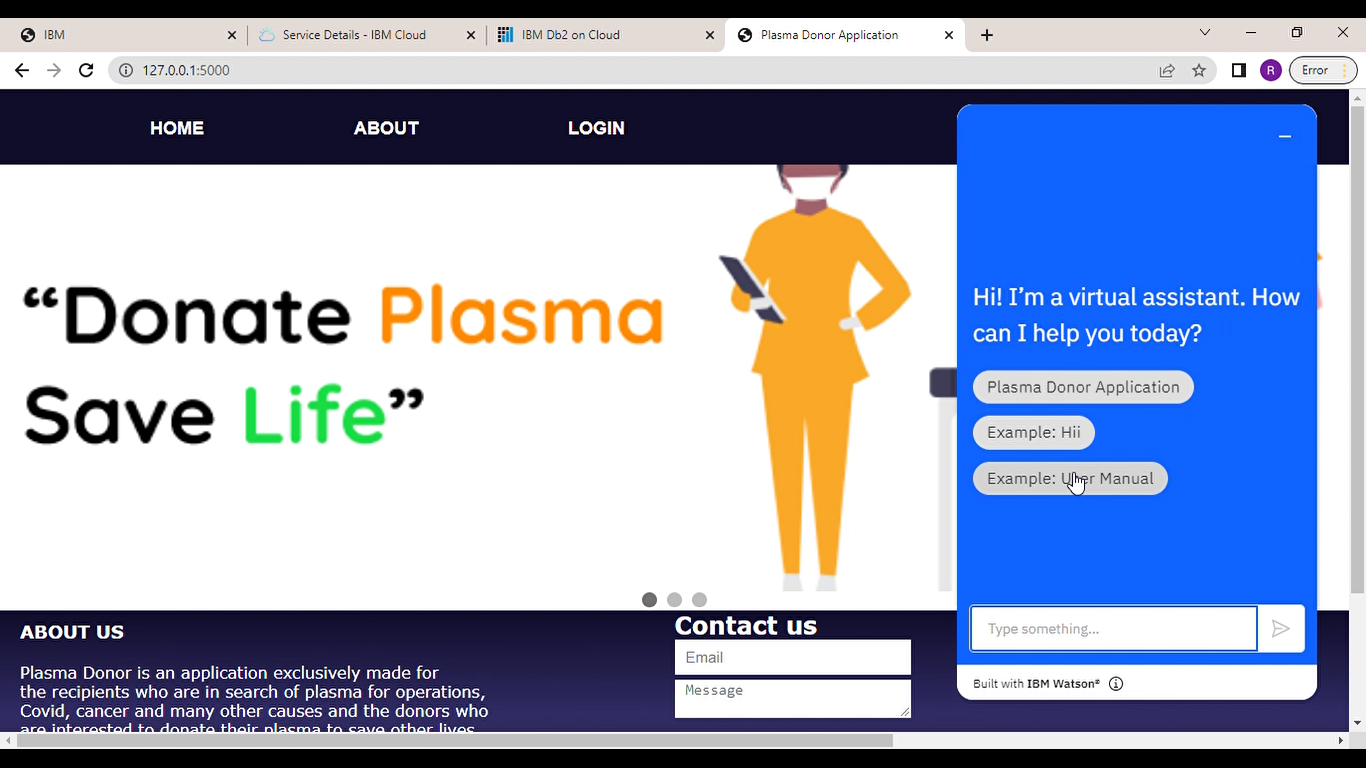 IBM
Service Details - IBM Cloud
IBM Db2 on Cloud
Plasma Donor Application
127.0.0.1:5000
R
Error
HOME
ABOUT
LOGIN
“Donate Plasma
Save Life”
Hi! I’m a virtual assistant. How
can I help you today?
Plasma Donor Application
Example: Hii
Example: User Manual
Type something...
Built with IBM Watson®
ABOUT US
Plasma Donor is an application exclusively made for
the recipients who are in search of plasma for operations,
Covid, cancer and many other causes and the donors who
are interested to donate their plasma to save other lives
Contact us
Email
Message